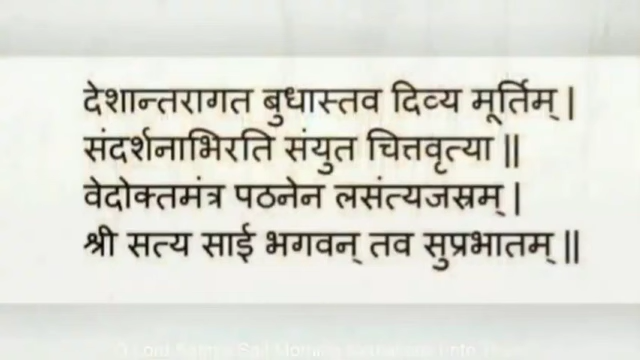 देशान्तरागत बुधास्तव दिव्य मूर्तिम् |
संदर्शनाभिरति संयुत चित्तवृत्या ||
वेदोक्तमंत्र पठनेन लसंत्यजस्रम् |
श्री सत्य साई भगवन् तव सुप्रभातम् ||